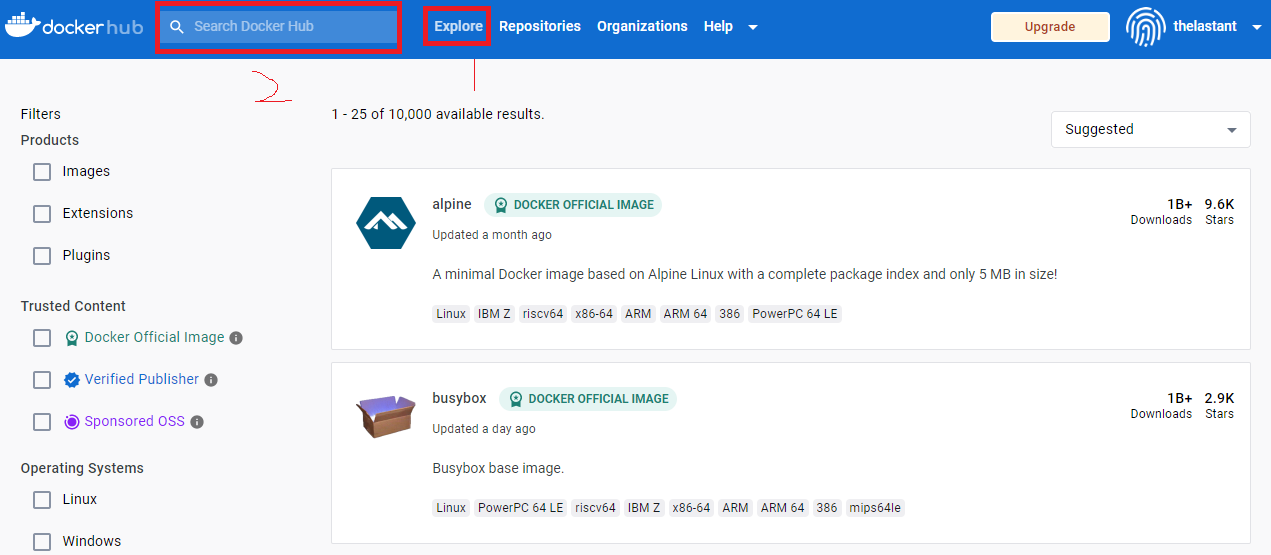 dockerhub
Search Docker Hub
Explore
Repositories
Organizations
Help
Upgrade
thelastant
1
2
Filters
1 - 25 of 10,000 available results.
Suggested
Products
Images
Extensions
Plugins
Trusted Content
Docker Official Image
Verified Publisher
Sponsored OSS
Operating Systems
Linux
Windows
alpine
DOCKER OFFICIAL IMAGE
1B+ 9.6K
Downloads Stars
Updated a month ago
A minimal Docker image based on Alpine Linux with a complete package index and only 5 MB in size!
Linux IBM Z riscv64 x86-64 ARM ARM 64 386 PowerPC 64 LE
busybox
DOCKER OFFICIAL IMAGE
1B+ 2.9K
Downloads Stars
Updated a day ago
Busybox base image.
Linux PowerPC 64 LE riscv64 IBM Z x86-64 ARM ARM 64 386 mips64le